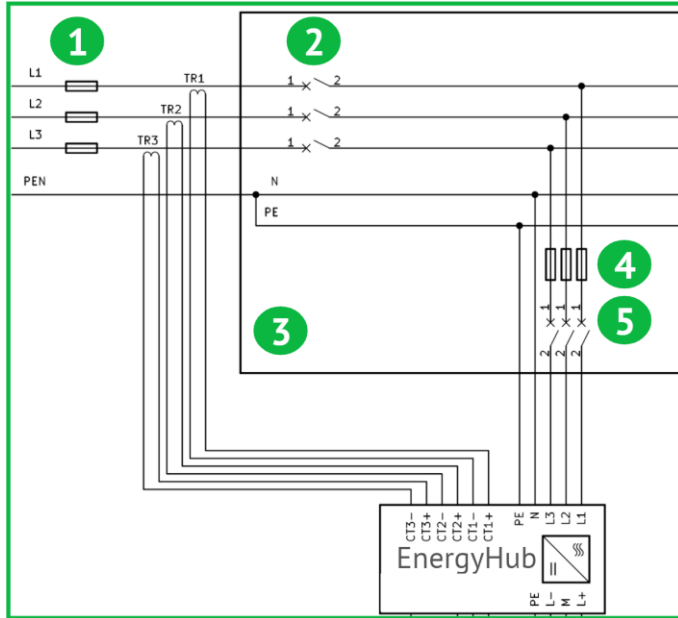 1
2
L1
TR1
1
2
L2
TR2
1
2
L3
TR3
1
2
PEN
N
PE
4
3
5
1
1
1
2
2
2
CT3-
CT3+
CT2-
CT2+
CT1-
CT1+
PE
N
L3
L2
L1
EnergyHub
PE
L-
M
L+